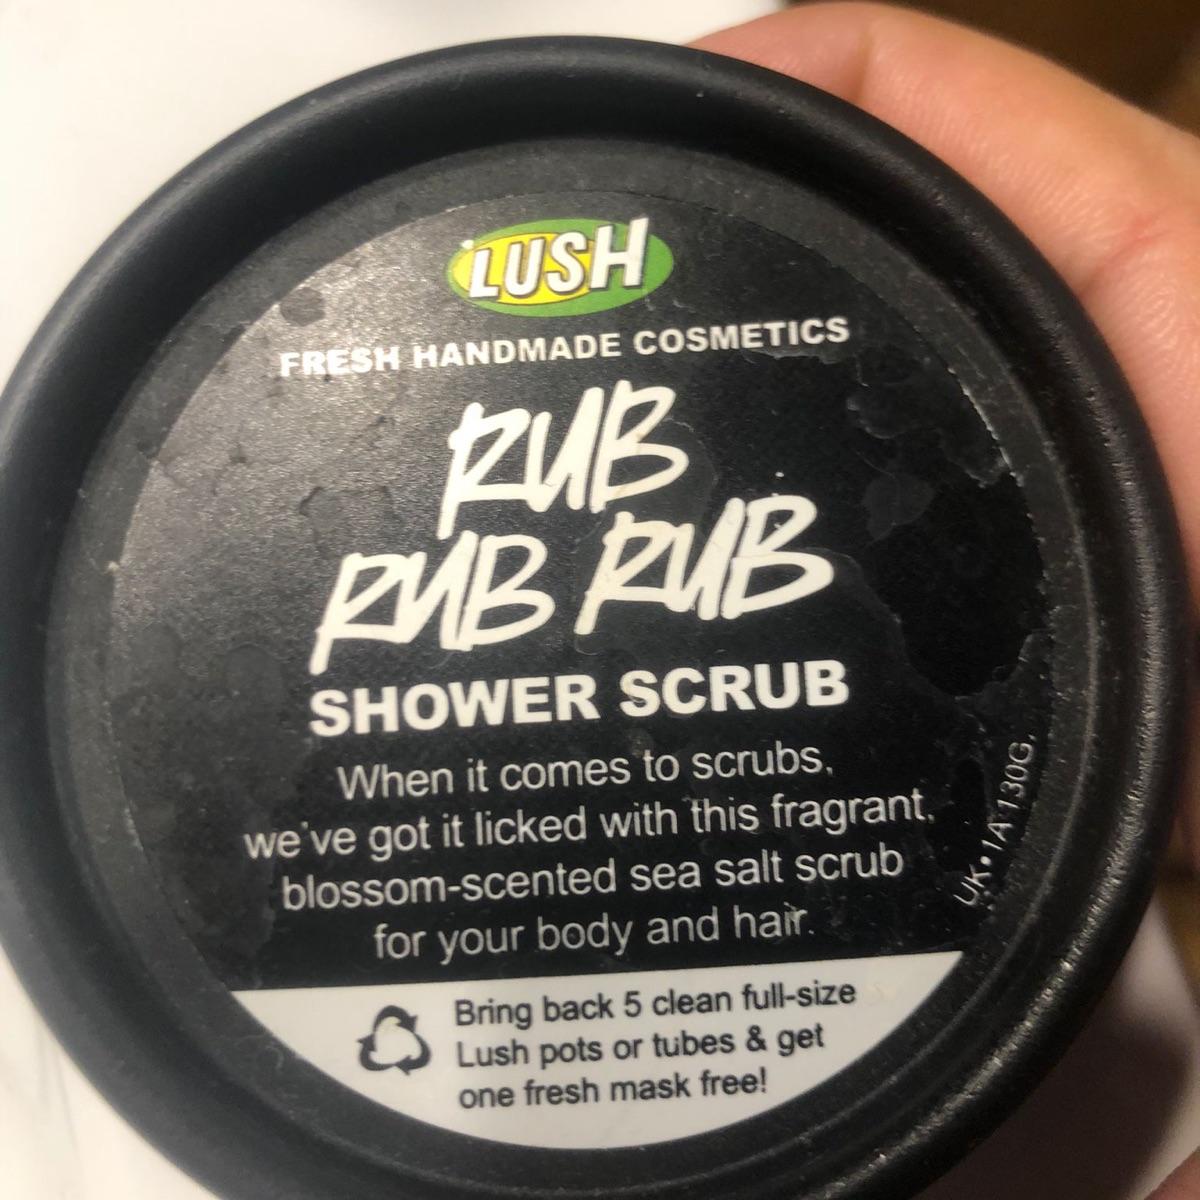 LUSH
FRESH HANDMADE COSMETICS
RUB
RUB RUB
SHOWER SCRUB
When it comes to scrubs,
we've got it licked with this fragrant,
blossom-scented sea salt scrub
for your body and hair.
UK• 1A 130G.
Bring back 5 clean full-size
Lush pots or tubes & get
one fresh mask free!